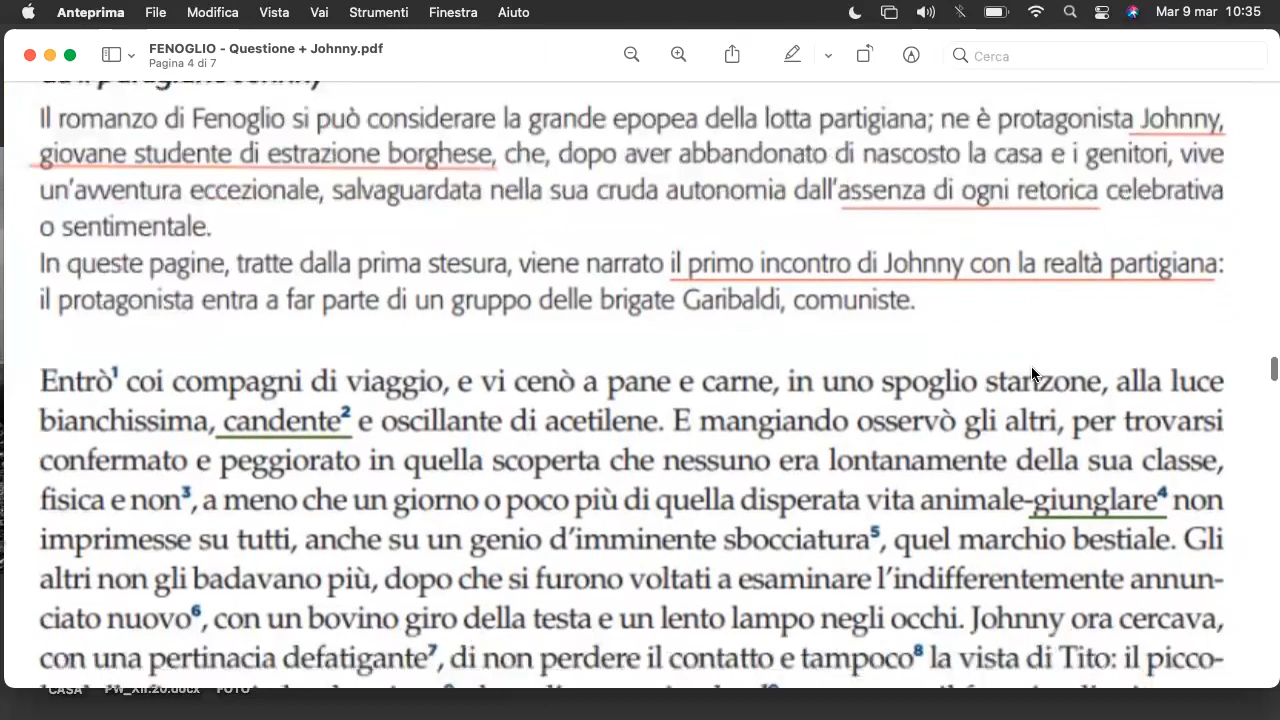 Anteprima File Modifica Vista Vai Strumenti Finestra Aiuto Mar 9 mar 10:35
FENOGLIO - Questione + Johnny.pdf
Pagina 4 di 7
Cerca
Il romanzo di Fenoglio si può considerare la grande epopea della lotta partigiana; ne è protagonista Johnny,
giovane studente di estrazione borghese, che, dopo aver abbandonato di nascosto la casa e i genitori, vive
un'avventura eccezionale, salvaguardata nella sua cruda autonomia dall'assenza di ogni retorica celebrativa
o sentimentale.
In queste pagine, tratte dalla prima stesura, viene narrato il primo incontro di Johnny con la realtà partigiana:
il protagonista entra a far parte di un gruppo delle brigate Garibaldi, comuniste.
Entrò¹ coi compagni di viaggio, e vi cenò a pane e carne, in uno spoglio stanzone, alla luce
bianchissima, candente² e oscillante di acetilene. E mangiando osservò gli altri, per trovarsi
confermato e peggiorato in quella scoperta che nessuno era lontanamente della sua classe,
fisica e non³, a meno che un giorno o poco più di quella disperata vita animale-giunglare⁴ non
imprimesse su tutti, anche su un genio d'imminente sbocciatura⁵, quel marchio bestiale. Gli
altri non gli badavano più, dopo che si furono voltati a esaminare l'indifferentemente annun-
ciato nuovo⁶, con un bovino giro della testa e un lento lampo negli occhi. Johnny ora cercava,
con una pertinacia defatigante⁷, di non perdere il contatto e tampoco⁸ la vista di Tito: il picco-
CASA PW_XII.20.docx FOTO